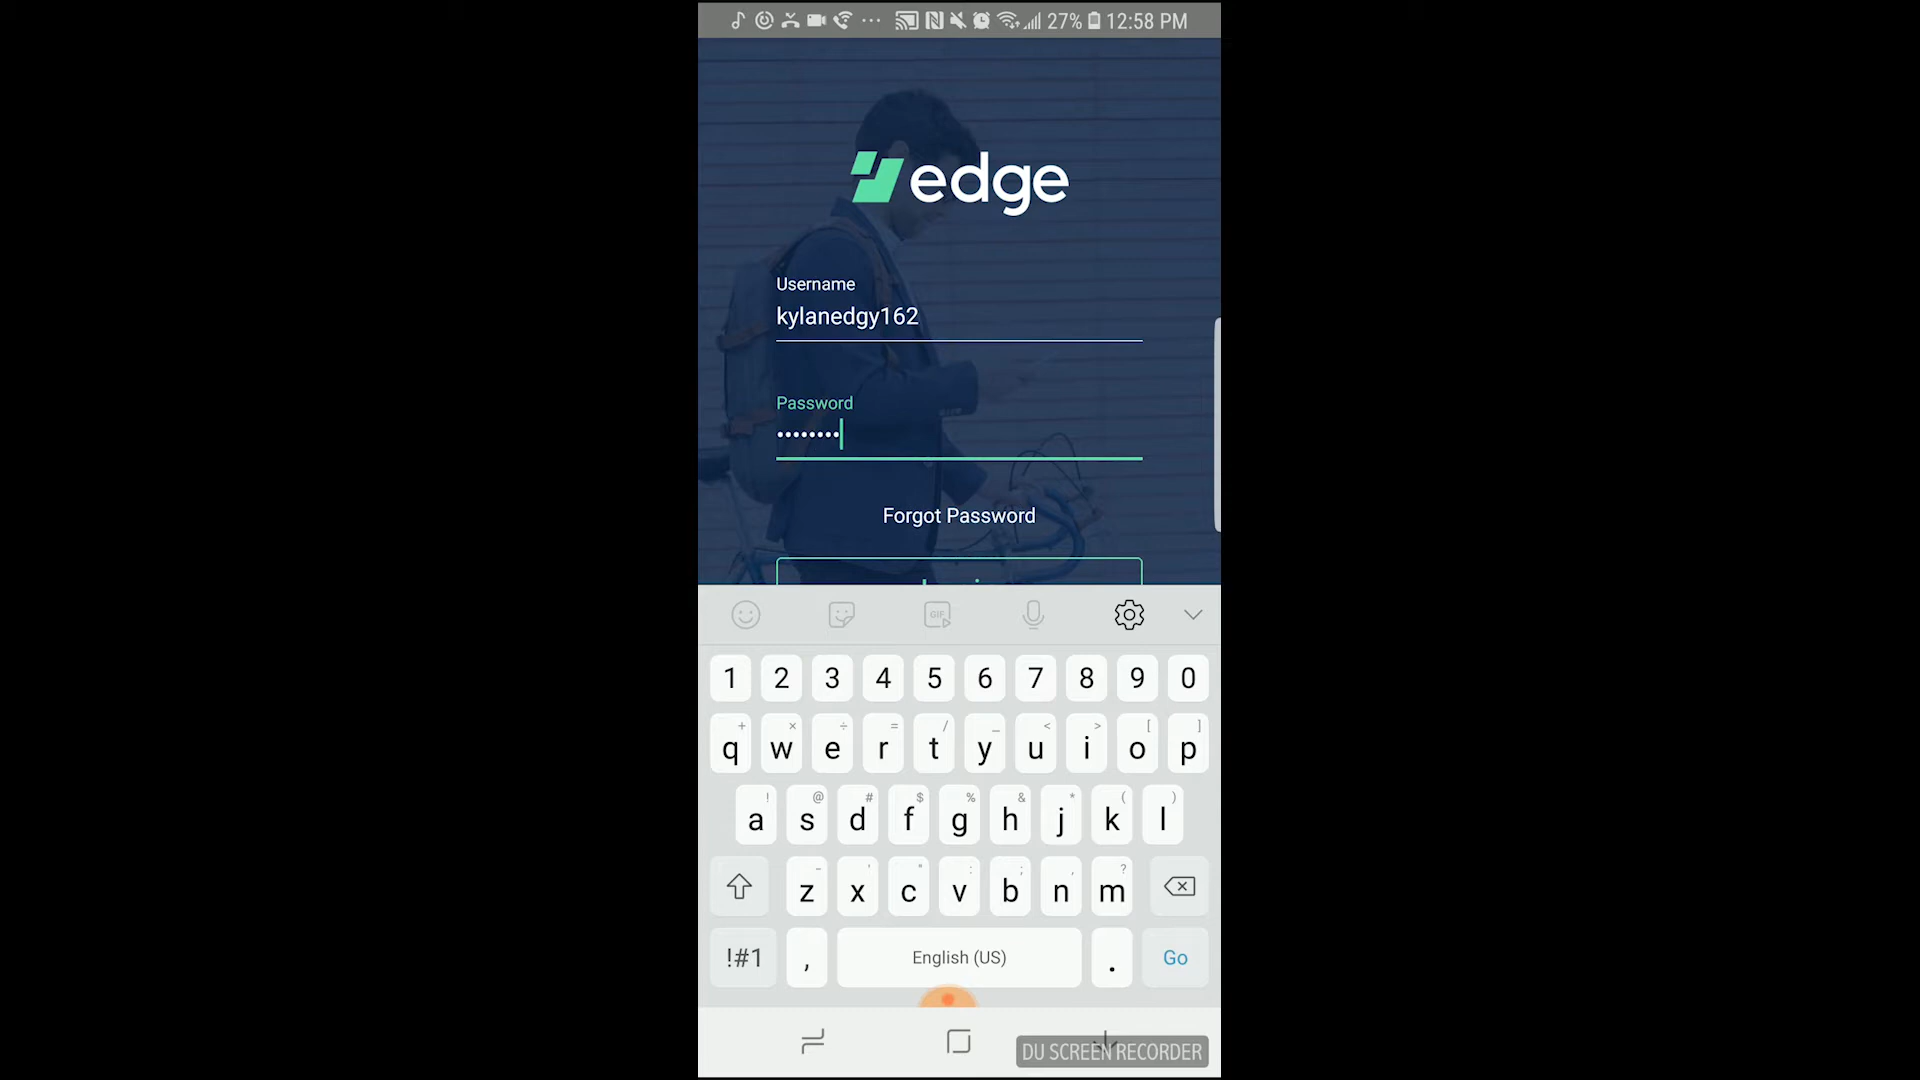 27% 12:58 PM
edge
Username
kylanedgy162
Password
••••••••
Forgot Password
GIF
1 2 3 4 5 6 7 8 9 0
+ × ÷ = / _ < > [ ]
q w e r t y u i o p
! @ # $ % & * ( )
a s d f g h j k l
- ' " : ; , ?
z x c v b n m
!#1 , English (US) . Go
DU SCREEN RECORDER